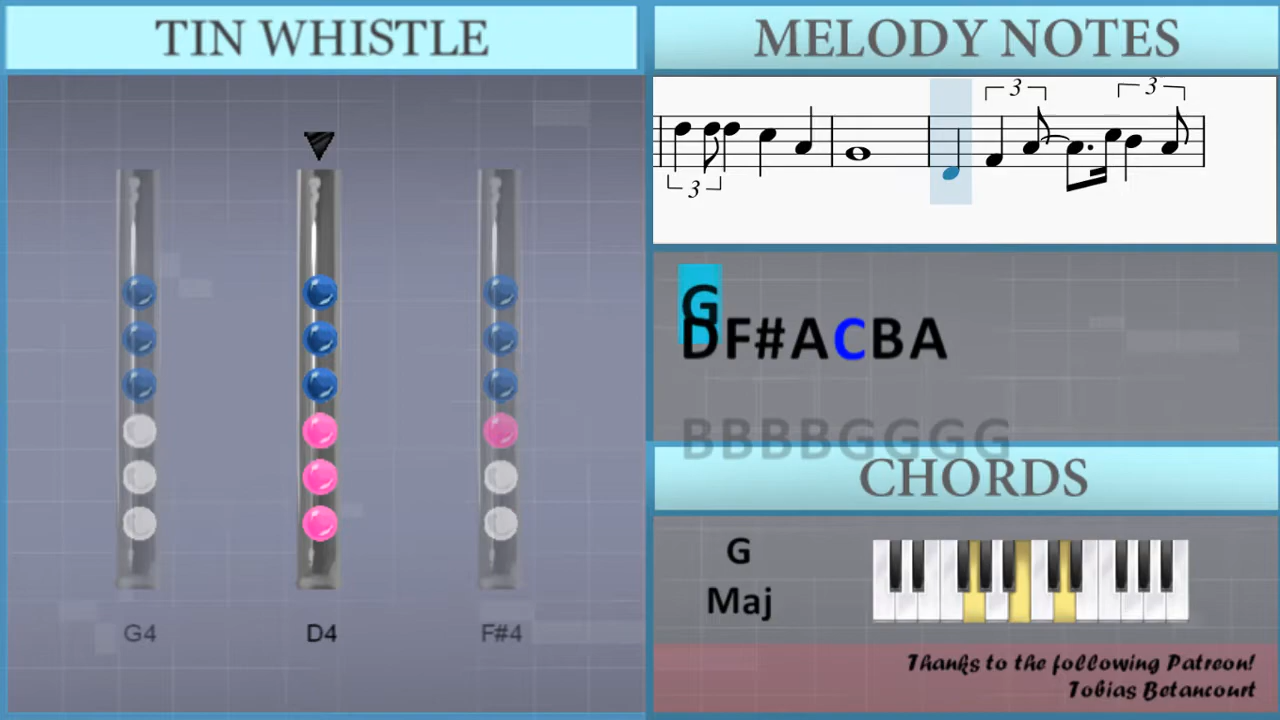 TIN WHISTLE
G4
D4
F#4
MELODY NOTES
3
3
3
G
DF#ACBA
BBBBGGGG
CHORDS
G
Maj
Thanks to the following Patreon!
Tobias Betancourt